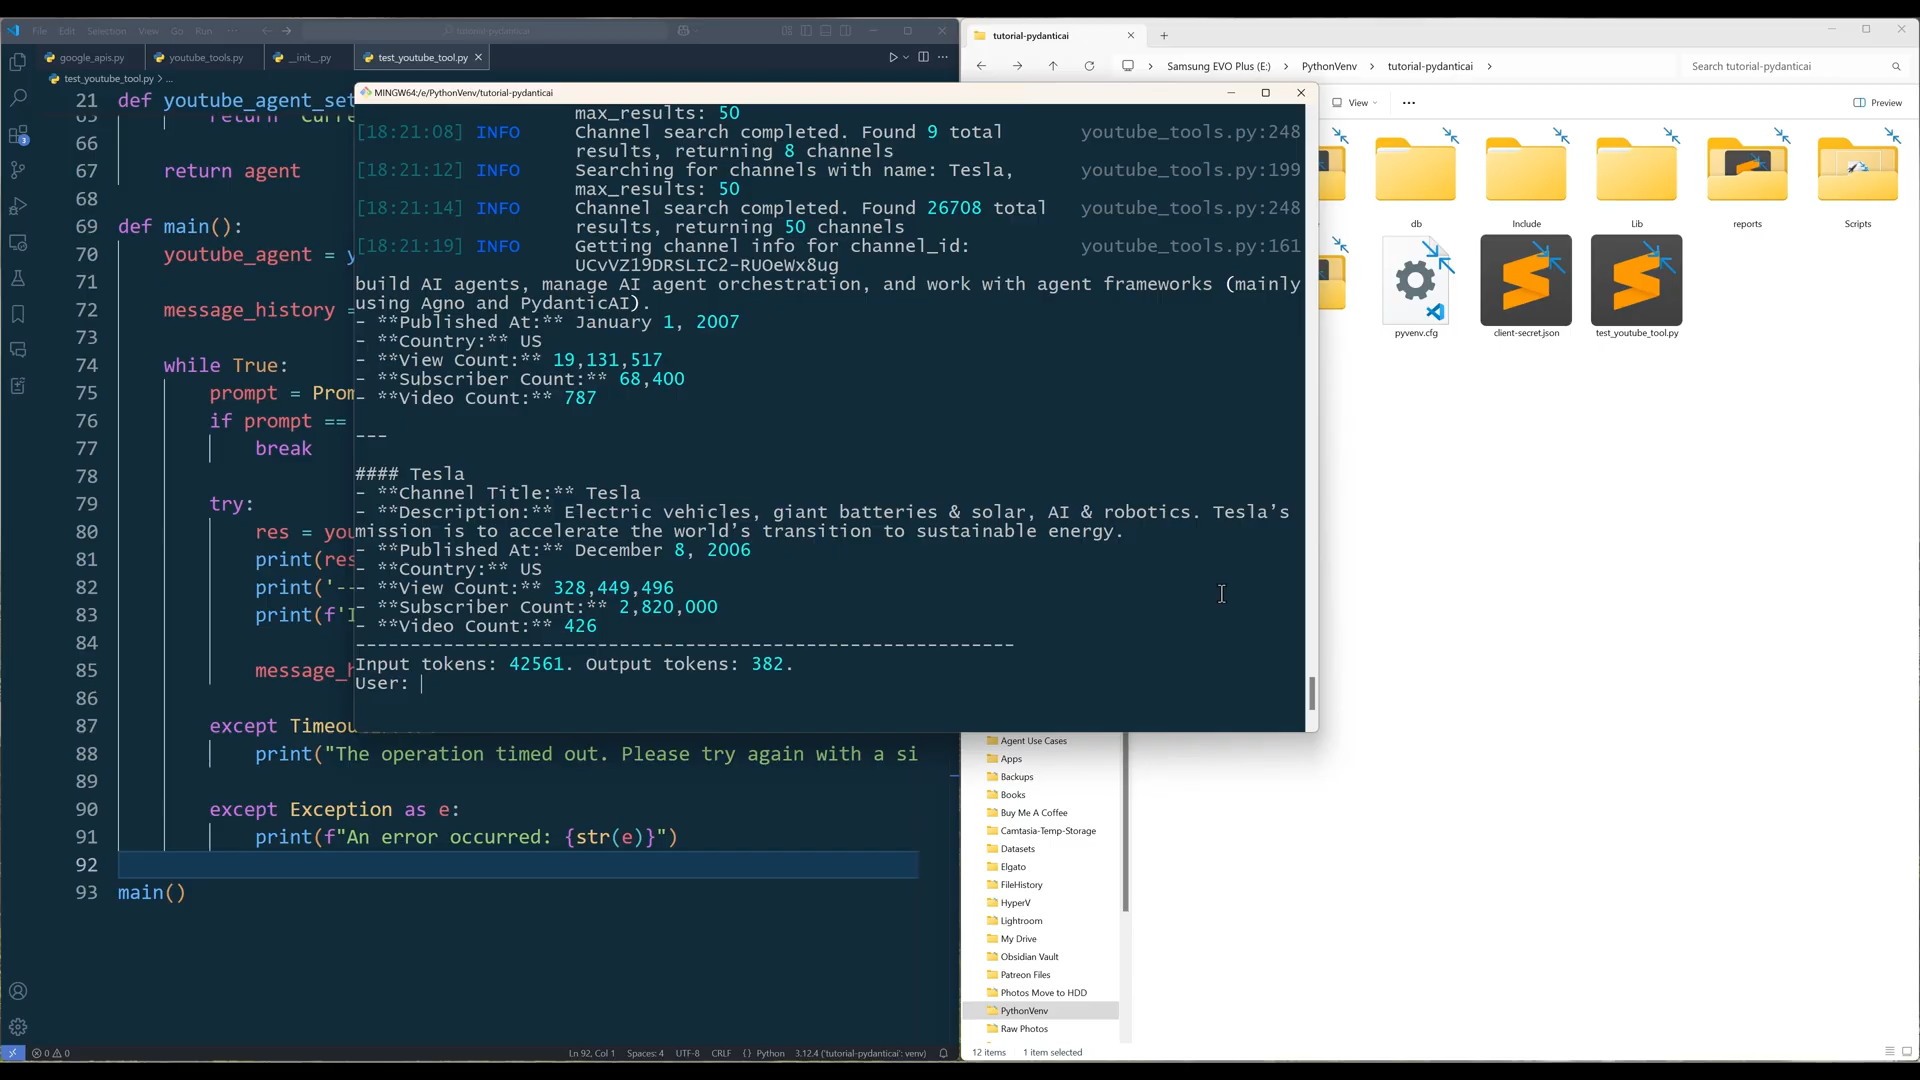 File Edit Selection View Go Run ...
tutorial-pydanticai
google_apis.py
youtube_tools.py
__init__.py
test_youtube_tool.py
test_youtube_tool.py > ...
21 def youtube_agent_set
66
67 return agent
68
69 def main():
70 youtube_agent = y
71
72 message_history =
73
74 while True:
75 prompt = Prom
76 if prompt ==
77 break
78
79 try:
80 res = you
81 print(res
82 print('--
83 print(f'I
84
85 message_h
86
87 except Timeou
88 print("The operation timed out. Please try again with a si
89
90 except Exception as e:
91 print(f"An error occurred: {str(e)}")
92
93 main()
Ln 92, Col 1 Spaces: 4 UTF-8 CRLF {} Python 3.12.4 ('tutorial-pydanticai': venv)
0 0
3
MINGW64:/e/PythonVenv/tutorial-pydanticai
max_results: 50
[18:21:08] INFO Channel search completed. Found 9 total youtube_tools.py:248
results, returning 8 channels
[18:21:12] INFO Searching for channels with name: Tesla, youtube_tools.py:199
max_results: 50
[18:21:14] INFO Channel search completed. Found 26708 total youtube_tools.py:248
results, returning 50 channels
[18:21:19] INFO Getting channel info for channel_id: youtube_tools.py:161
UCvVZ19DRSLIC2-RUOeWx8ug
build AI agents, manage AI agent orchestration, and work with agent frameworks (mainly
using Agno and PydanticAI).
- **Published At:** January 1, 2007
- **Country:** US
- **View Count:** 19,131,517
- **Subscriber Count:** 68,400
- **Video Count:** 787
---
#### Tesla
- **Channel Title:** Tesla
- **Description:** Electric vehicles, giant batteries & solar, AI & robotics. Tesla’s
mission is to accelerate the world’s transition to sustainable energy.
- **Published At:** December 8, 2006
- **Country:** US
- **View Count:** 328,449,496
- **Subscriber Count:** 2,820,000
- **Video Count:** 426
------------------------------------------------------------
Input tokens: 42561. Output tokens: 382.
User:
tutorial-pydanticai
Samsung EVO Plus (E:) > PythonVenv > tutorial-pydanticai >
Search tutorial-pydanticai
View
...
Preview
db
Include
Lib
reports
Scripts
pyvenv.cfg
client-secret.json
test_youtube_tool.py
Agent Use Cases
Apps
Backups
Books
Buy Me A Coffee
Camtasia-Temp-Storage
Datasets
Elgato
FileHistory
HyperV
Lightroom
My Drive
Obsidian Vault
Patreon Files
Photos Move to HDD
PythonVenv
Raw Photos
12 items 1 item selected